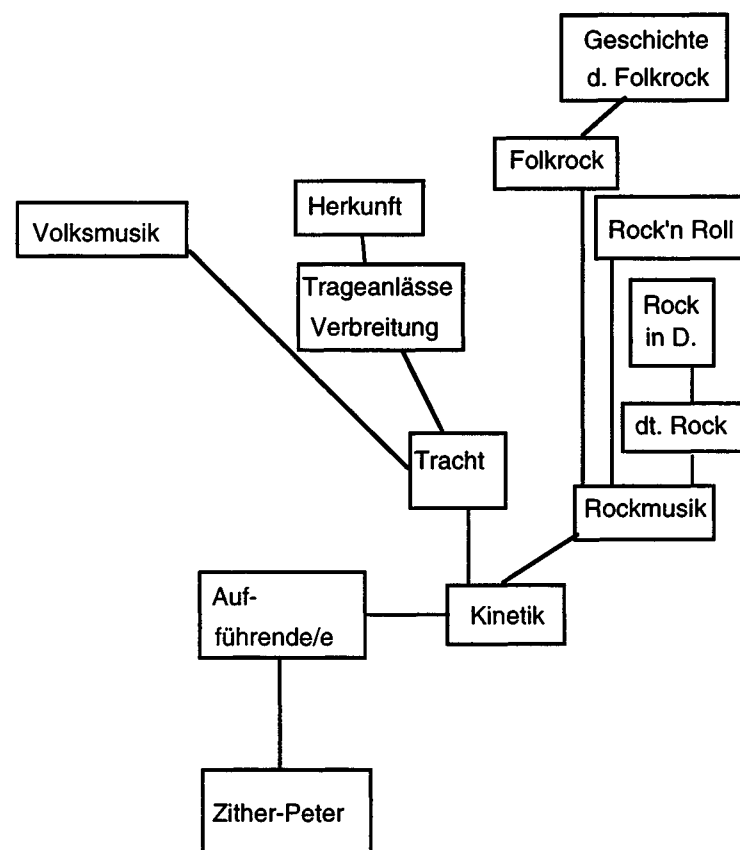 Geschichte
d. Folkrock
Folkrock
Herkunft
Volksmusik
Rock'n Roll
Trageanlässe
Verbreitung
Rock
in D.
dt. Rock
Tracht
Rockmusik
Auf-
führende/e
Kinetik
Zither-Peter